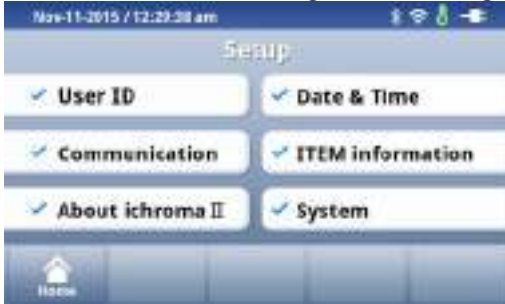 Nov-11-2015 / 12:29:38 am
Setup
User ID
Date & Time
Communication
ITEM information
About ichroma II
System
Home